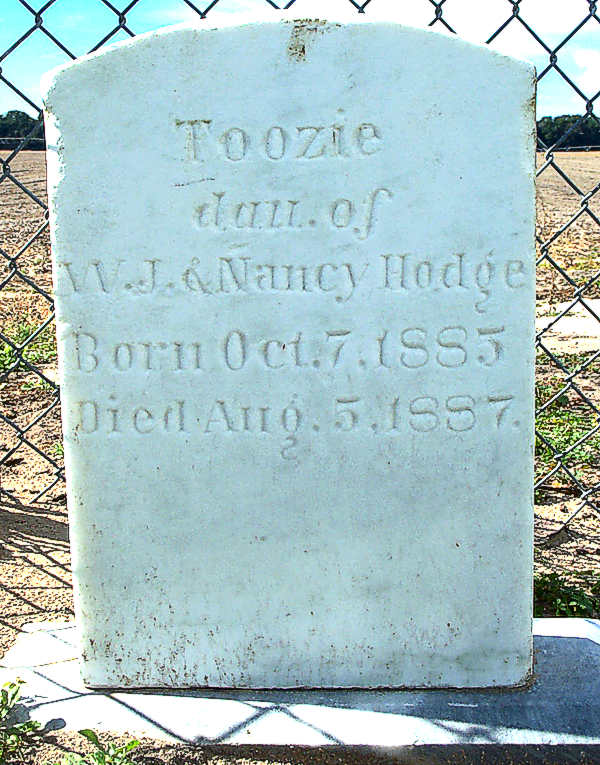 Toozie
dau. of
W.J. & Nancy Hodge
Born Oct. 7, 1885
Died Aug. 5, 1887.